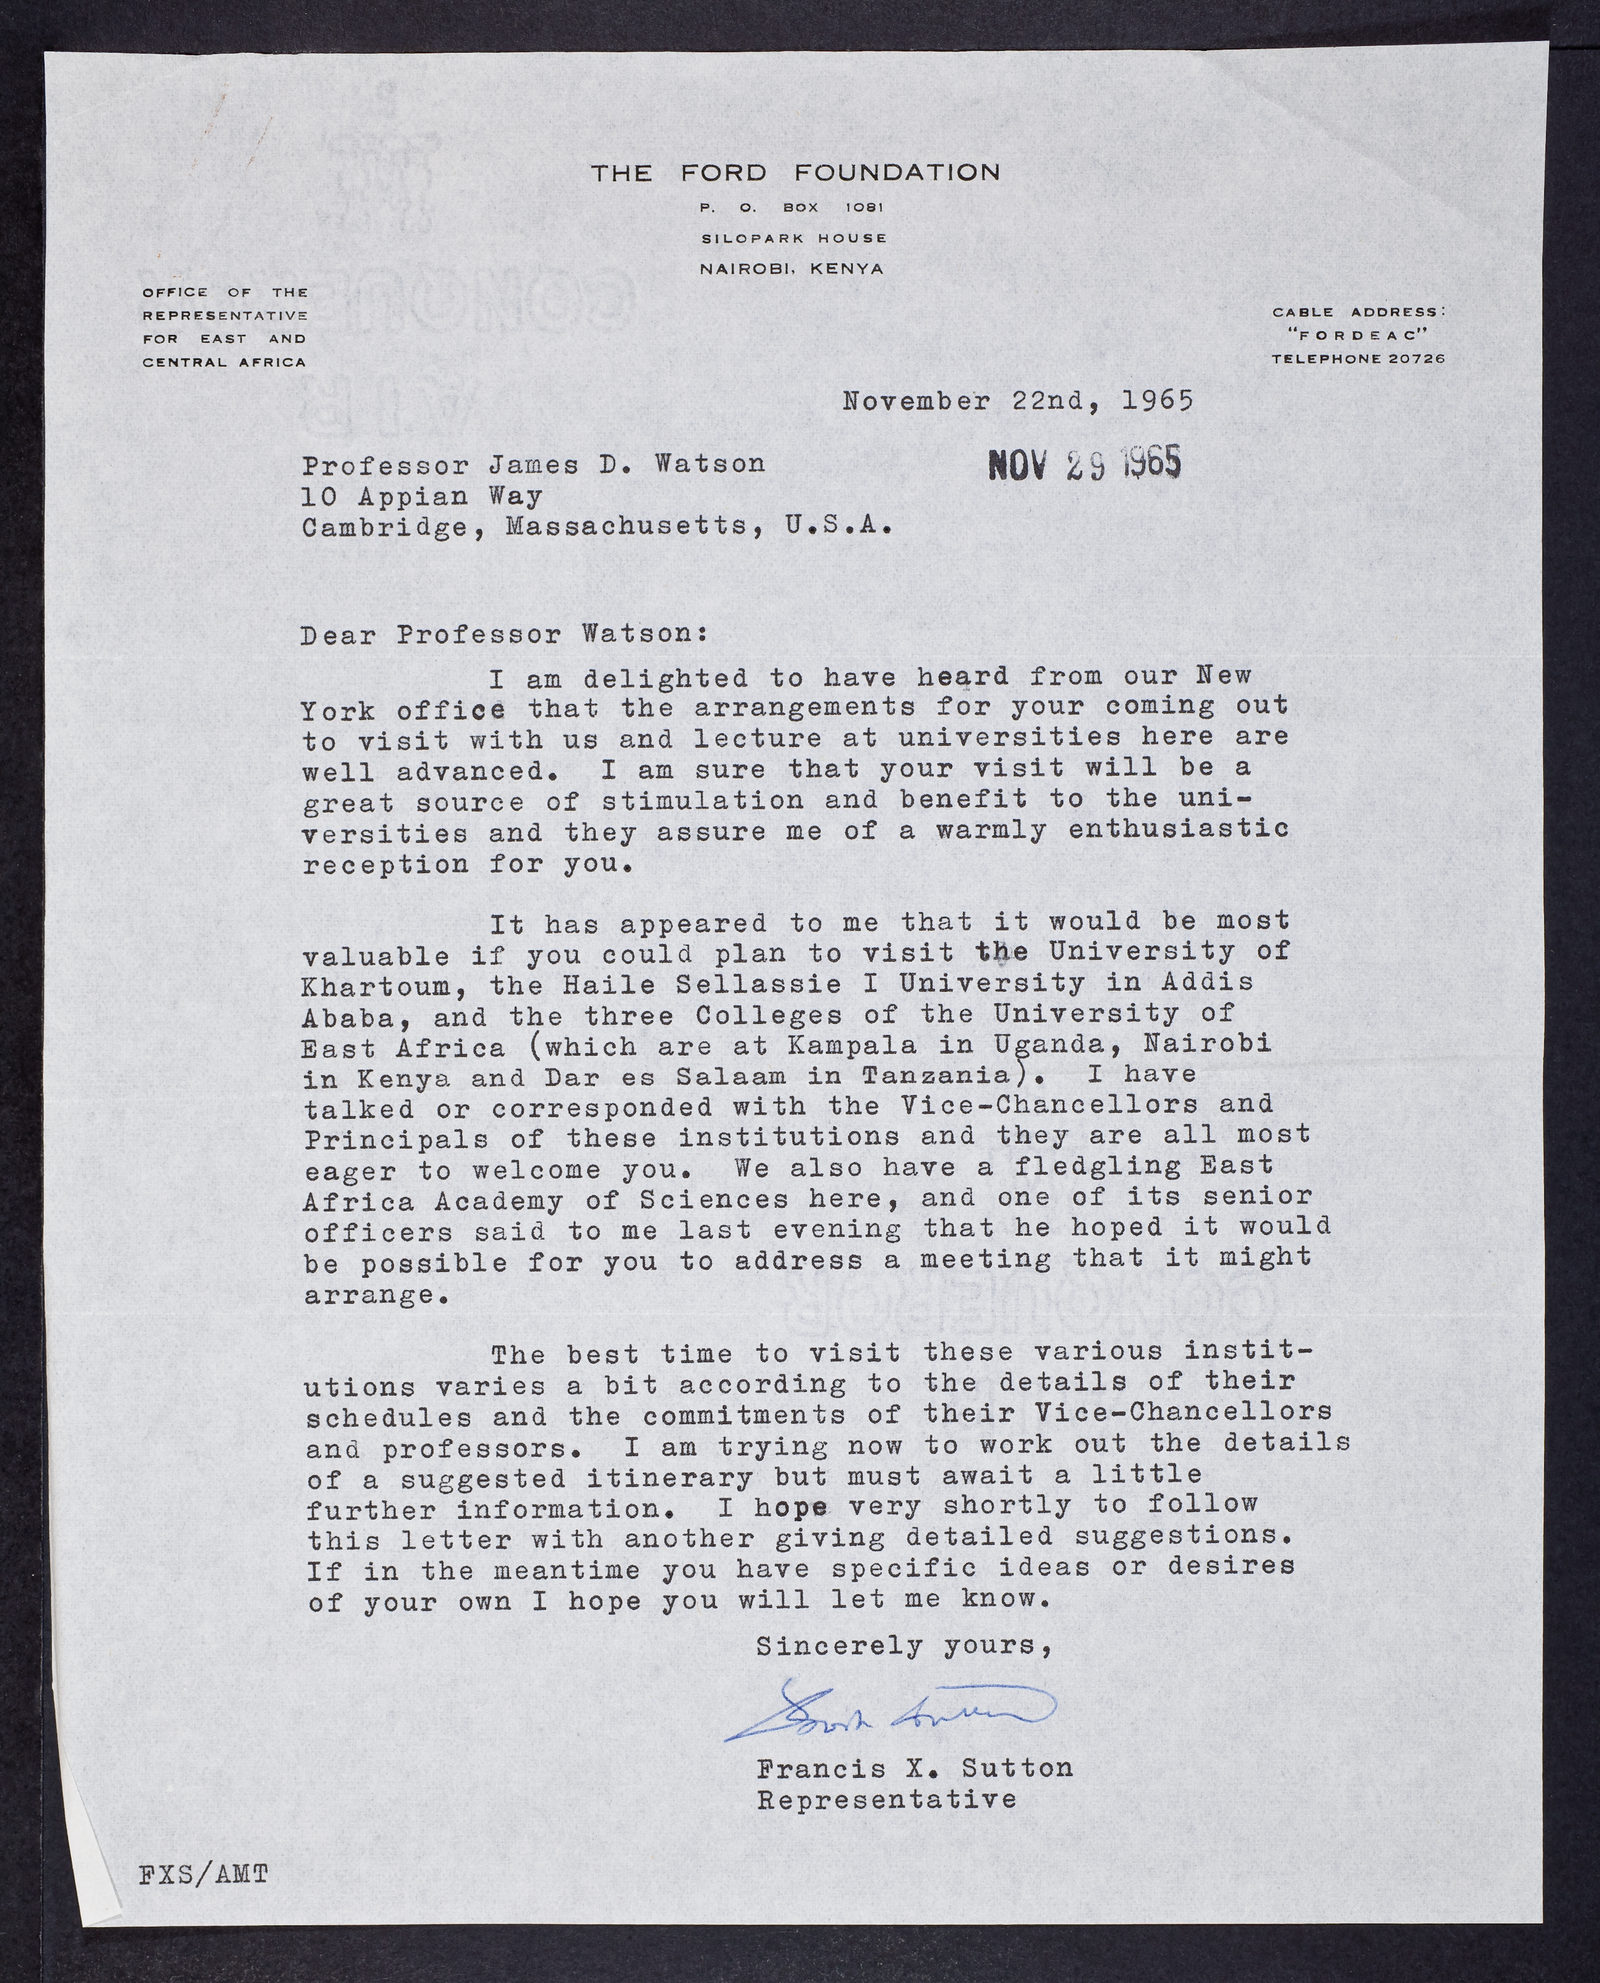 THE FORD FOUNDATION
P. O. BOX 1081
SILOPARK HOUSE
NAIROBI, KENYA
OFFICE OF THE
REPRESENTATIVE
FOR EAST AND
CENTRAL AFRICA
CABLE ADDRESS:
"FORDEAC"
TELEPHONE 20726
November 22nd, 1965
NOV 29 1965
Professor James D. Watson
10 Appian Way
Cambridge, Massachusetts, U.S.A.
Dear Professor Watson:
I am delighted to have heard from our New
York office that the arrangements for your coming out
to visit with us and lecture at universities here are
well advanced. I am sure that your visit will be a
great source of stimulation and benefit to the uni-
versities and they assure me of a warmly enthusiastic
reception for you.
It has appeared to me that it would be most
valuable if you could plan to visit the University of
Khartoum, the Haile Sellassie I University in Addis
Ababa, and the three Colleges of the University of
East Africa (which are at Kampala in Uganda, Nairobi
in Kenya and Dar es Salaam in Tanzania). I have
talked or corresponded with the Vice-Chancellors and
Principals of these institutions and they are all most
eager to welcome you. We also have a fledgling East
Africa Academy of Sciences here, and one of its senior
officers said to me last evening that he hoped it would
be possible for you to address a meeting that it might
arrange.
The best time to visit these various instit-
utions varies a bit according to the details of their
schedules and the commitments of their Vice-Chancellors
and professors. I am trying now to work out the details
of a suggested itinerary but must await a little
further information. I hope very shortly to follow
this letter with another giving detailed suggestions.
If in the meantime you have specific ideas or desires
of your own I hope you will let me know.
Sincerely yours,
Francis X. Sutton
Representative
FXS/AMT